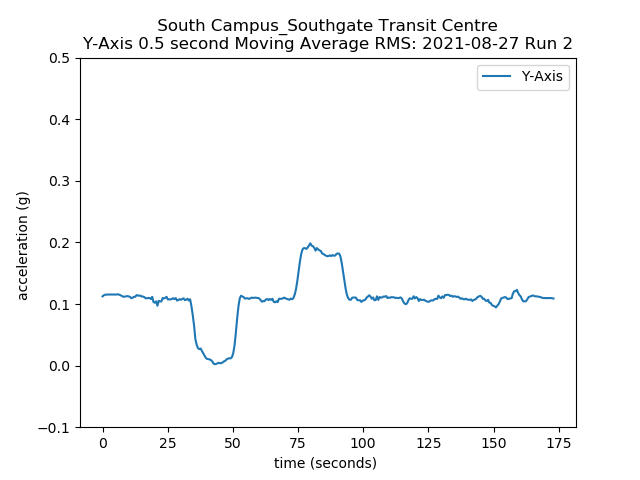 South Campus_Southgate Transit Centre
Y-Axis 0.5 second Moving Average RMS: 2021-08-27 Run 2
Y-Axis
acceleration (g)
0.5
0.4
0.3
0.2
0.1
0.0
−0.1
0 25 50 75 100 125 150 175
time (seconds)